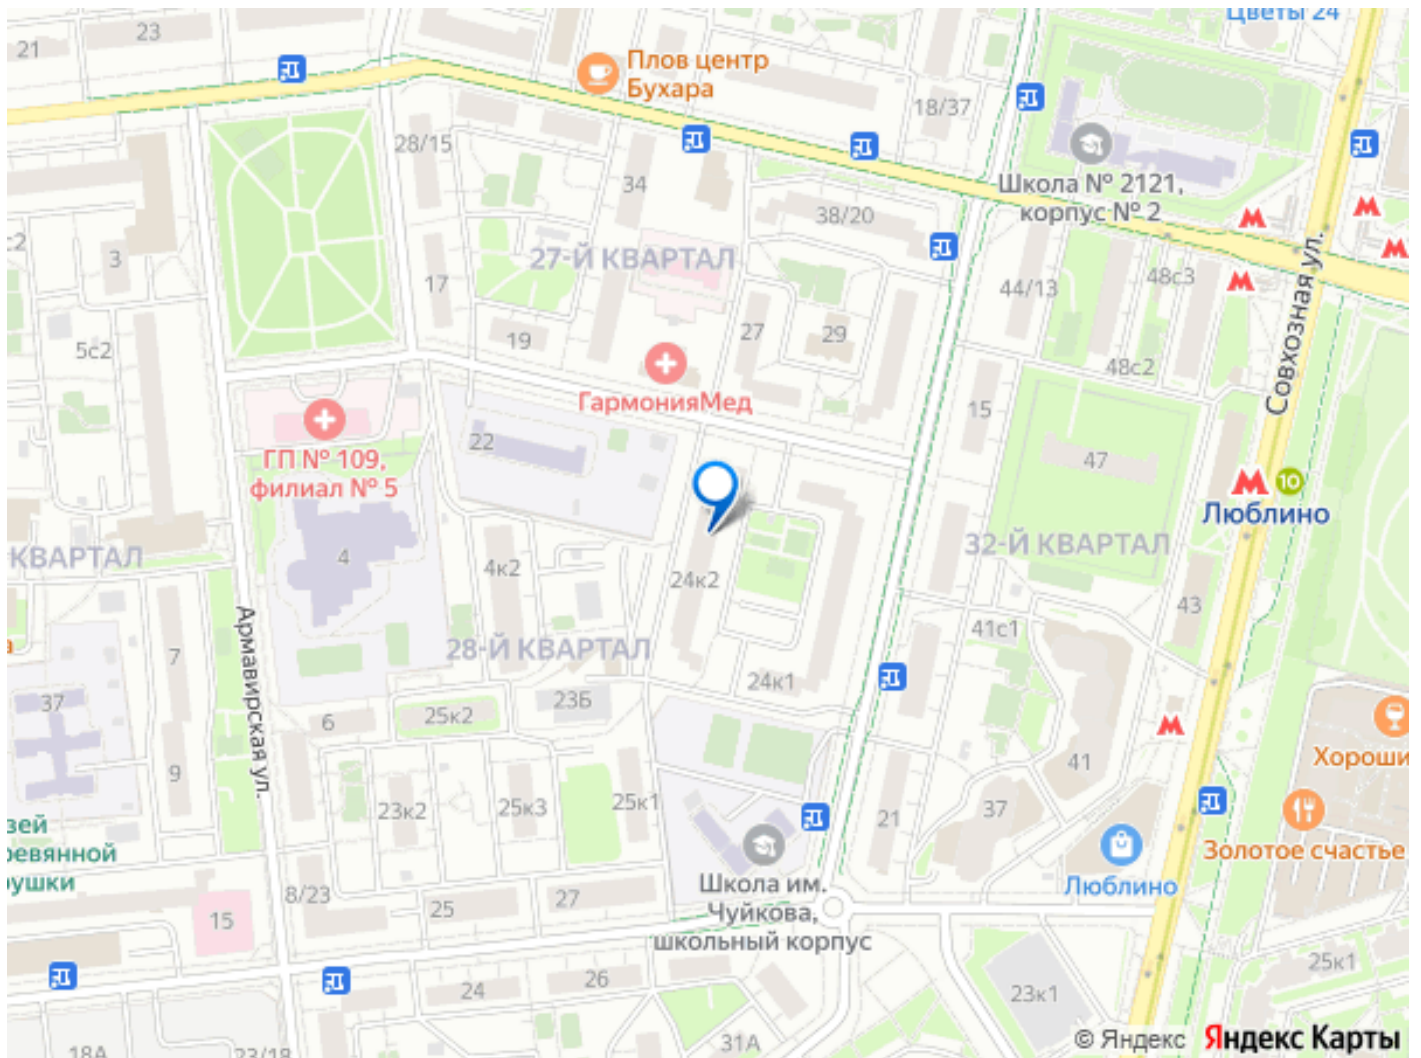 Цветы 24
23
21
Плов центр
Бухара
18/37
28/15
34
Школа № 2121,
корпус № 2
38/20
3
27-Й КВАРТАЛ
17
44/13
48с3
Совхозная ул.
19
27
29
5с2
48с2
ГармонияМед
15
22
ГП № 109,
филиал № 5
47
10
Люблино
КВАРТАЛ
4
4к2
24к2
32-Й КВАРТАЛ
43
41с1
Армавирская ул.
28-Й КВАРТАЛ
7
37
24к1
6
25к2
23Б
9
23к2
25к3
25к1
21
37
41
Хороши
Золотое счастье
зей
ревянной
рушки
Школа им.
Чуйкова,
школьный корпус
Люблино
8/23
25
27
15
25к1
24
26
23к1
31А
18А
23/18
© Яндекс Яндекс Карты